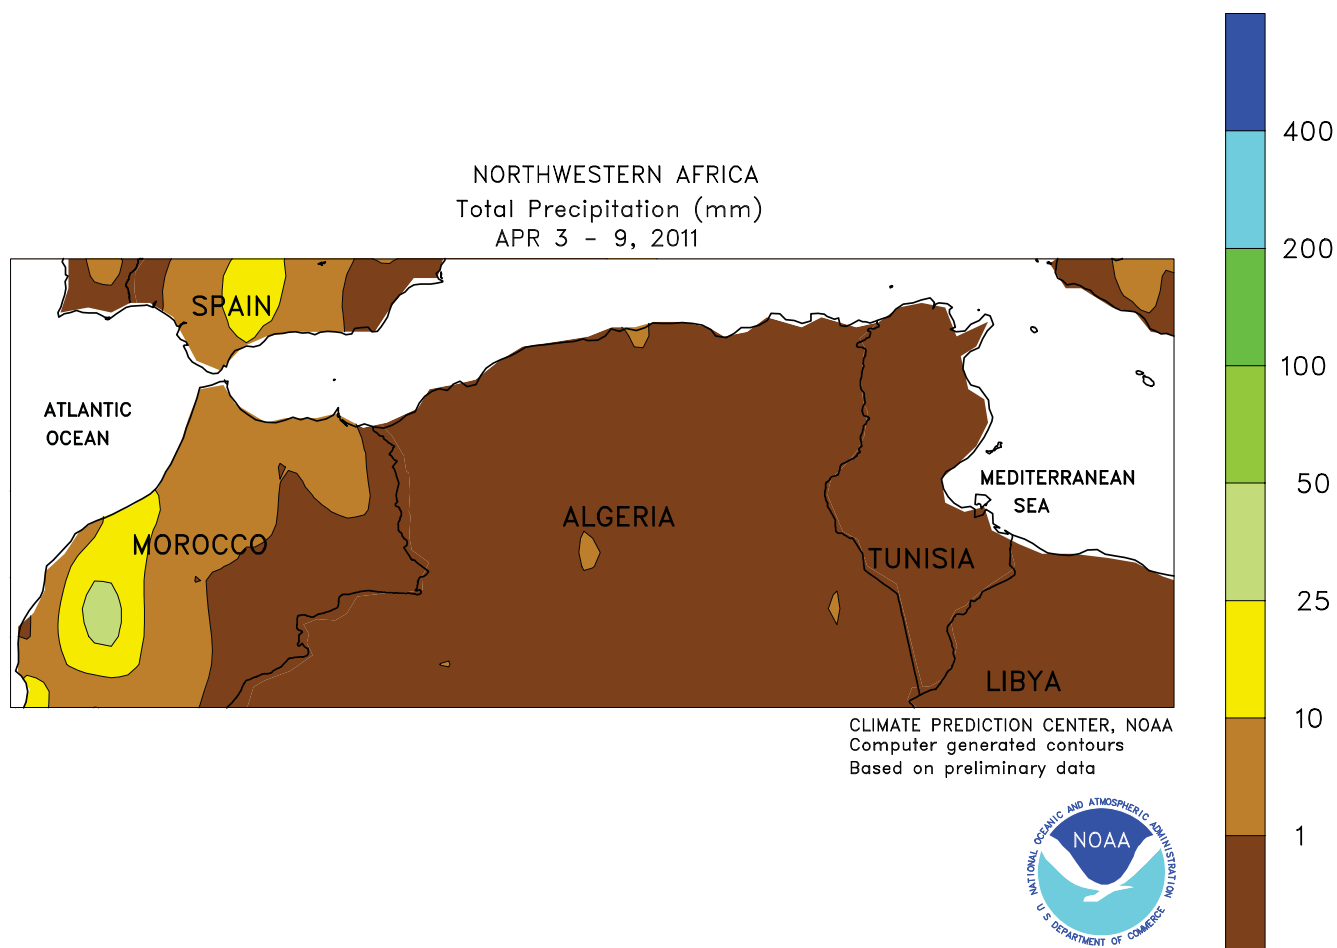 NORTHWESTERN AFRICA
Total Precipitation (mm)
APR 3 - 9, 2011
400
200
100
50
25
10
1
SPAIN
ATLANTIC
OCEAN
MEDITERRANEAN
SEA
MOROCCO
ALGERIA
TUNISIA
LIBYA
CLIMATE PREDICTION CENTER, NOAA
Computer generated contours
Based on preliminary data
NATIONAL OCEANIC AND ATMOSPHERIC ADMINISTRATION
NOAA
U S DEPARTMENT OF COMMERCE